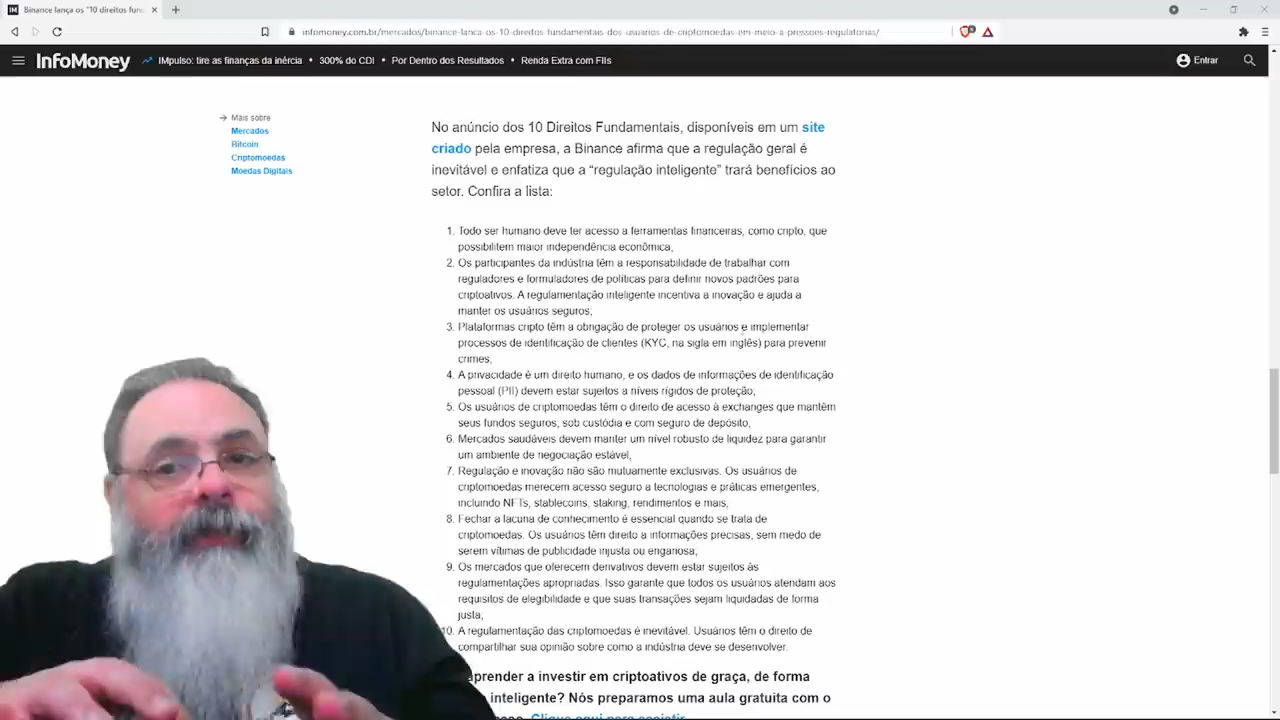 Binance lança os "10 direitos fund
infomoney.com.br/mercados/binance-lanca-os-10-direitos-fundamentais-dos-usuarios-de-criptomoedas-em-meio-a-pressoes-regulatorias/
InfoMoney
IMpulso: tire as finanças da inércia • 300% do CDI • Por Dentro dos Resultados • Renda Extra com FIIs
Entrar
Mais sobre
Mercados
Bitcoin
Criptomoedas
Moedas Digitais
No anúncio dos 10 Direitos Fundamentais, disponíveis em um site
criado pela empresa, a Binance afirma que a regulação geral é
inevitável e enfatiza que a “regulação inteligente” trará benefícios ao
setor. Confira a lista:
1. Todo ser humano deve ter acesso a ferramentas financeiras, como cripto, que
possibilitem maior independência econômica;
2. Os participantes da indústria têm a responsabilidade de trabalhar com
reguladores e formuladores de políticas para definir novos padrões para
criptoativos. A regulamentação inteligente incentiva a inovação e ajuda a
manter os usuários seguros;
3. Plataformas cripto têm a obrigação de proteger os usuários e implementar
processos de identificação de clientes (KYC, na sigla em inglês) para prevenir
crimes;
4. A privacidade é um direito humano, e os dados de informações de identificação
pessoal (PII) devem estar sujeitos a níveis rígidos de proteção;
5. Os usuários de criptomoedas têm o direito de acesso à exchanges que mantêm
seus fundos seguros, sob custódia e com seguro de depósito;
6. Mercados saudáveis devem manter um nível robusto de liquidez para garantir
um ambiente de negociação estável;
7. Regulação e inovação não são mutuamente exclusivas. Os usuários de
criptomoedas merecem acesso seguro a tecnologias e práticas emergentes,
incluindo NFTs, stablecoins, staking, rendimentos e mais;
8. Fechar a lacuna de conhecimento é essencial quando se trata de
criptomoedas. Os usuários têm direito a informações precisas, sem medo de
serem vítimas de publicidade injusta ou enganosa;
9. Os mercados que oferecem derivativos devem estar sujeitos às
regulamentações apropriadas. Isso garante que todos os usuários atendam aos
requisitos de elegibilidade e que suas transações sejam liquidadas de forma
justa;
10. A regulamentação das criptomoedas é inevitável. Usuários têm o direito de
compartilhar sua opinião sobre como a indústria deve se desenvolver.
aprender a investir em criptoativos de graça, de forma
inteligente? Nós preparamos uma aula gratuita com o
Clique aqui para assistir